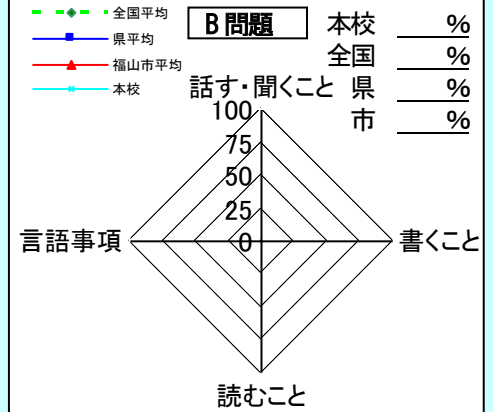 全国平均
県平均
福山市平均
本校
B問題
本校 %
全国 %
県 %
市 %
話す・聞くこと
100
75
50
25
0
言語事項
書くこと
読むこと